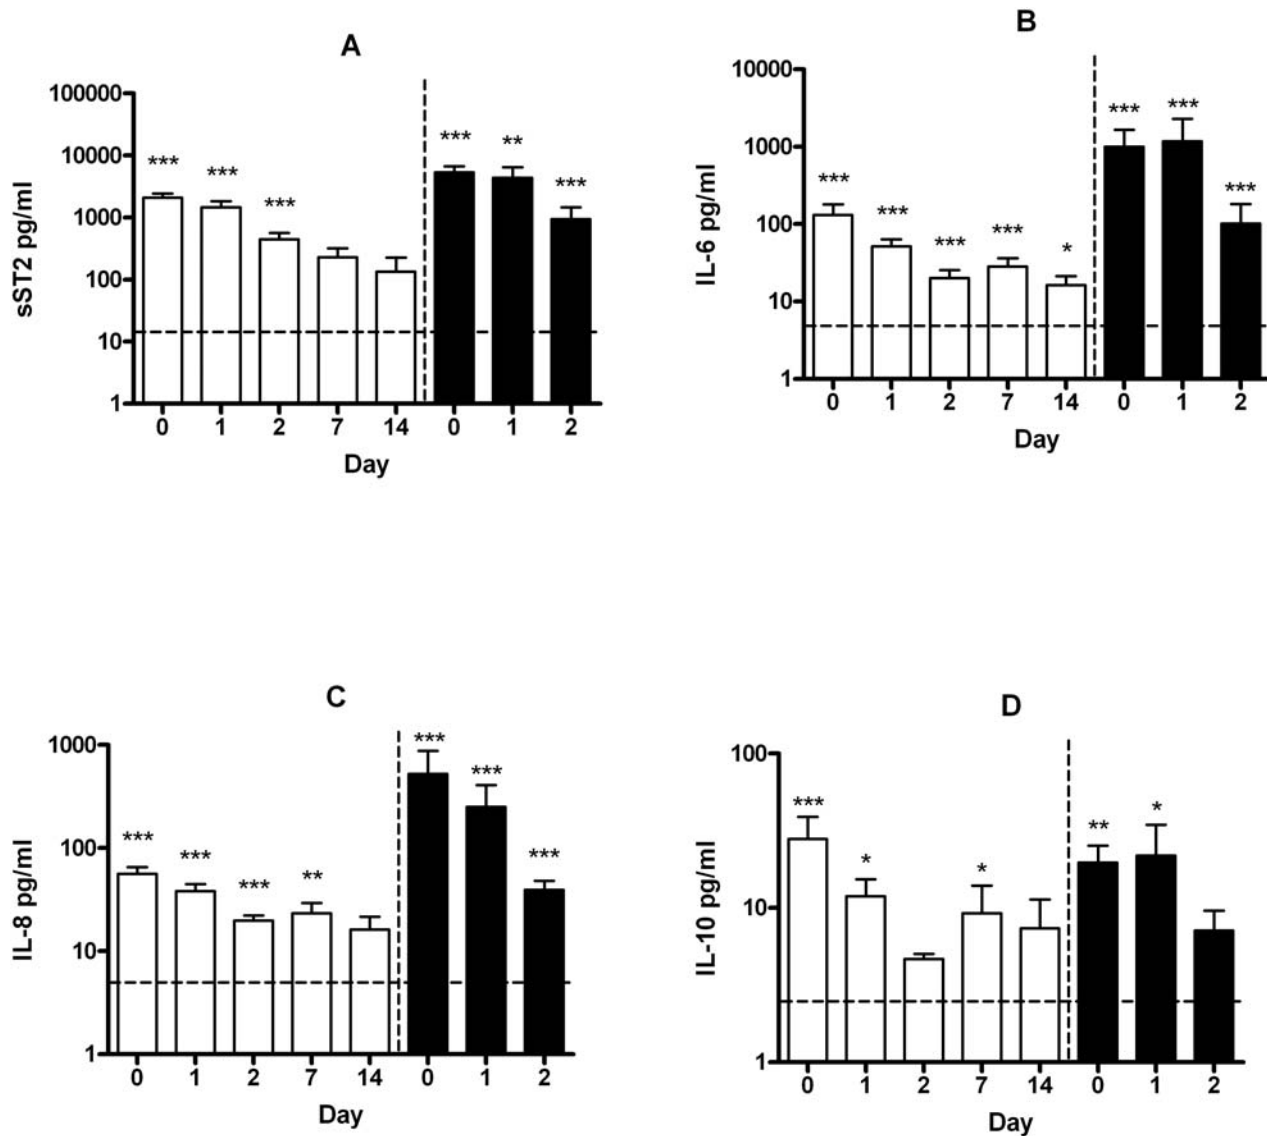 A
sST2 pg/ml
100000
10000
1000
100
10
1
*** *** *** *** ** ***
0 1 2 7 14 0 1 2
Day
B
IL-6 pg/ml
10000
1000
100
10
1
*** *** *** *** * *** *** ***
0 1 2 7 14 0 1 2
Day
C
IL-8 pg/ml
1000
100
10
1
*** *** *** ** *** *** ***
0 1 2 7 14 0 1 2
Day
D
IL-10 pg/ml
100
10
1
*** * * ** *
0 1 2 7 14 0 1 2
Day